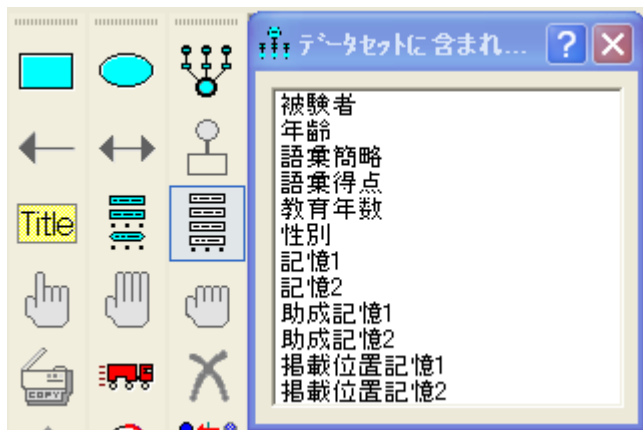 データセットに含まれ...
被験者
年齢
語彙簡略
語彙得点
教育年数
性別
記憶1
記憶2
助成記憶1
助成記憶2
掲載位置記憶1
掲載位置記憶2
Title
COPY